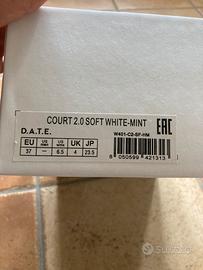 COURT 2.0 SOFT WHITE-MINT
D.A.T.E.
W401-C2-SF-HM
EAC
EU US US UK JP
37 - 6.5 4 23.5
8 050599 421313
subito